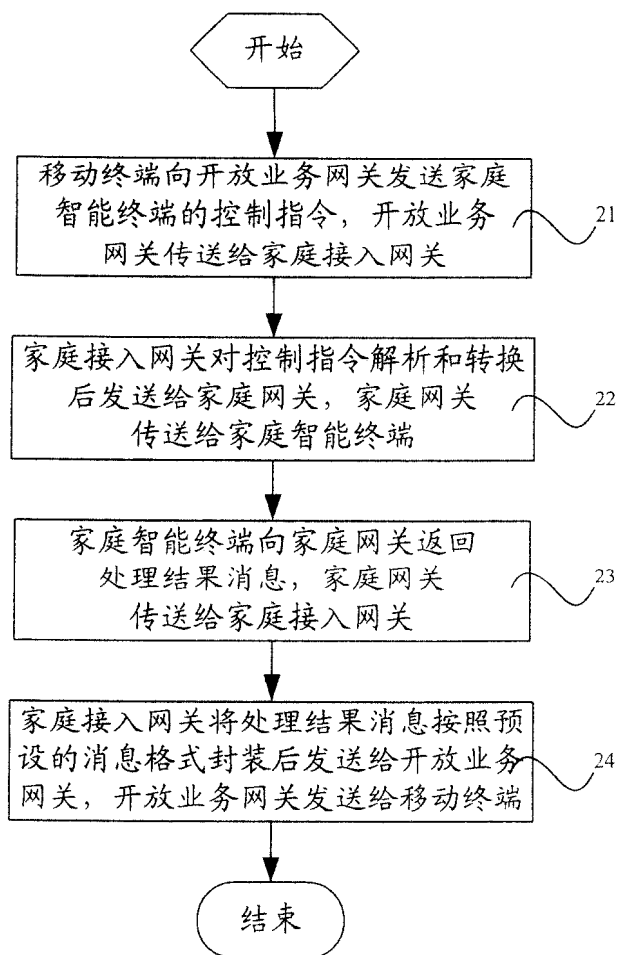 开始
移动终端向开放业务网关发送家庭
智能终端的控制指令，开放业务
网关传送给家庭接入网关
21
家庭接入网关对控制指令解析和转换
后发送给家庭网关，家庭网关
传送给家庭智能终端
22
家庭智能终端向家庭网关返回
处理结果消息，家庭网关
传送给家庭接入网关
23
家庭接入网关将处理结果消息按照预
设的消息格式封装后发送给开放业务
网关，开放业务网关发送给移动终端
24
结束